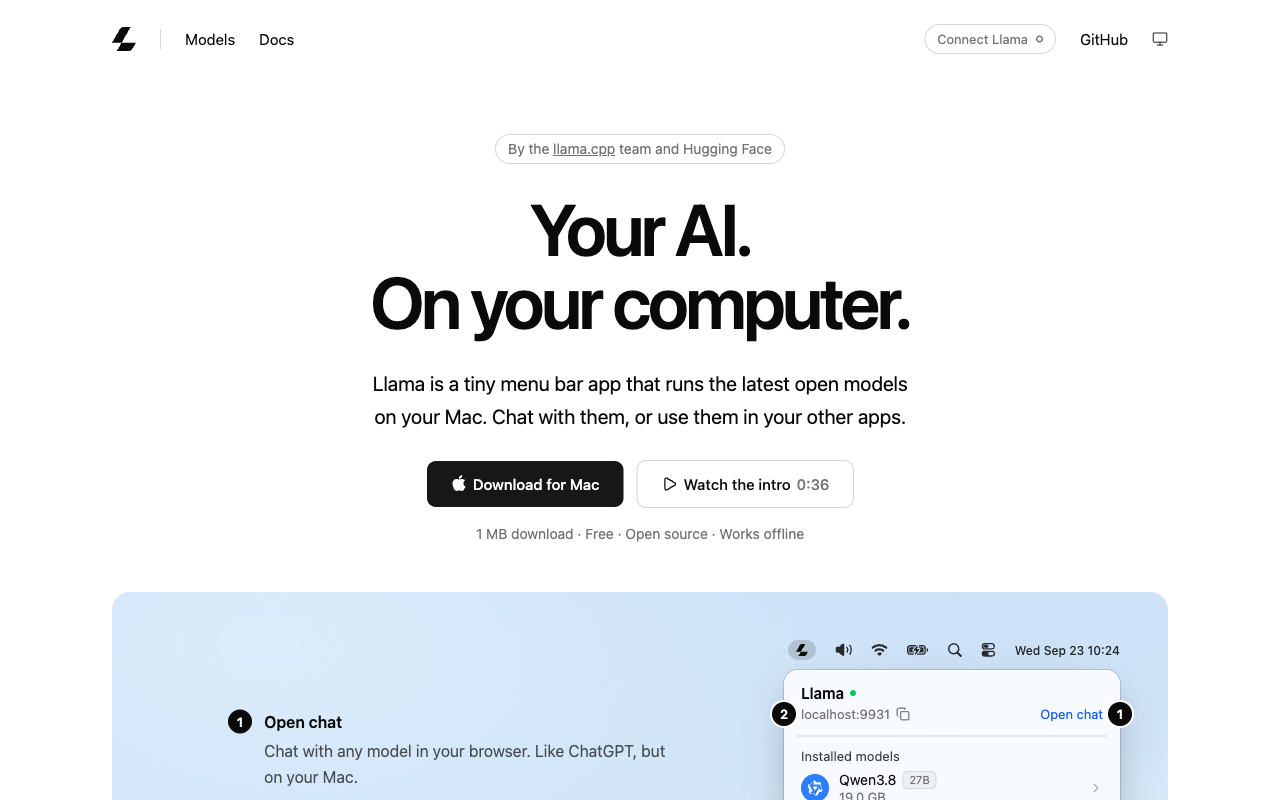 Models
Docs
Connect Llama
GitHub
By the llama.cpp team and Hugging Face
Your AI.
On your computer.
Llama is a tiny menu bar app that runs the latest open models
on your Mac. Chat with them, or use them in your other apps.
Download for Mac
Watch the intro 0:36
1 MB download · Free · Open source · Works offline
Wed Sep 23 10:24
1 Open chat
Chat with any model in your browser. Like ChatGPT, but
on your Mac.
Llama
2 localhost:9931
Open chat 1
Installed models
Qwen3.8 27B
19.0 GB